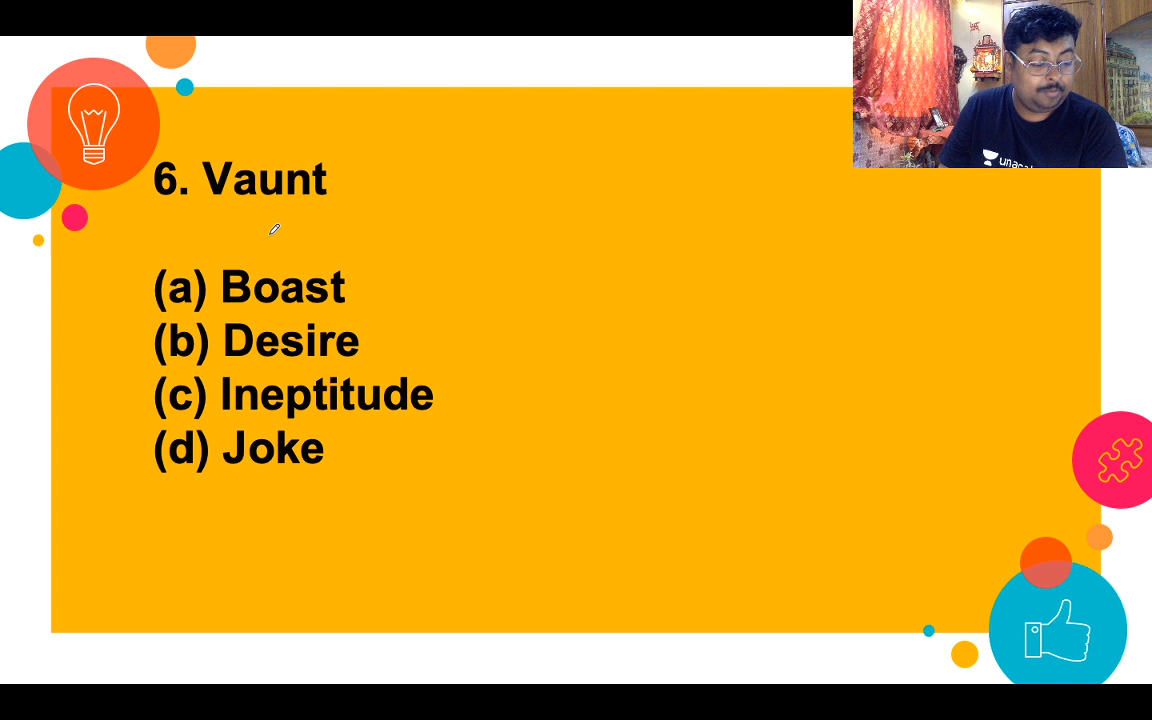 6. Vaunt
(a) Boast
(b) Desire
(c) Ineptitude
(d) Joke